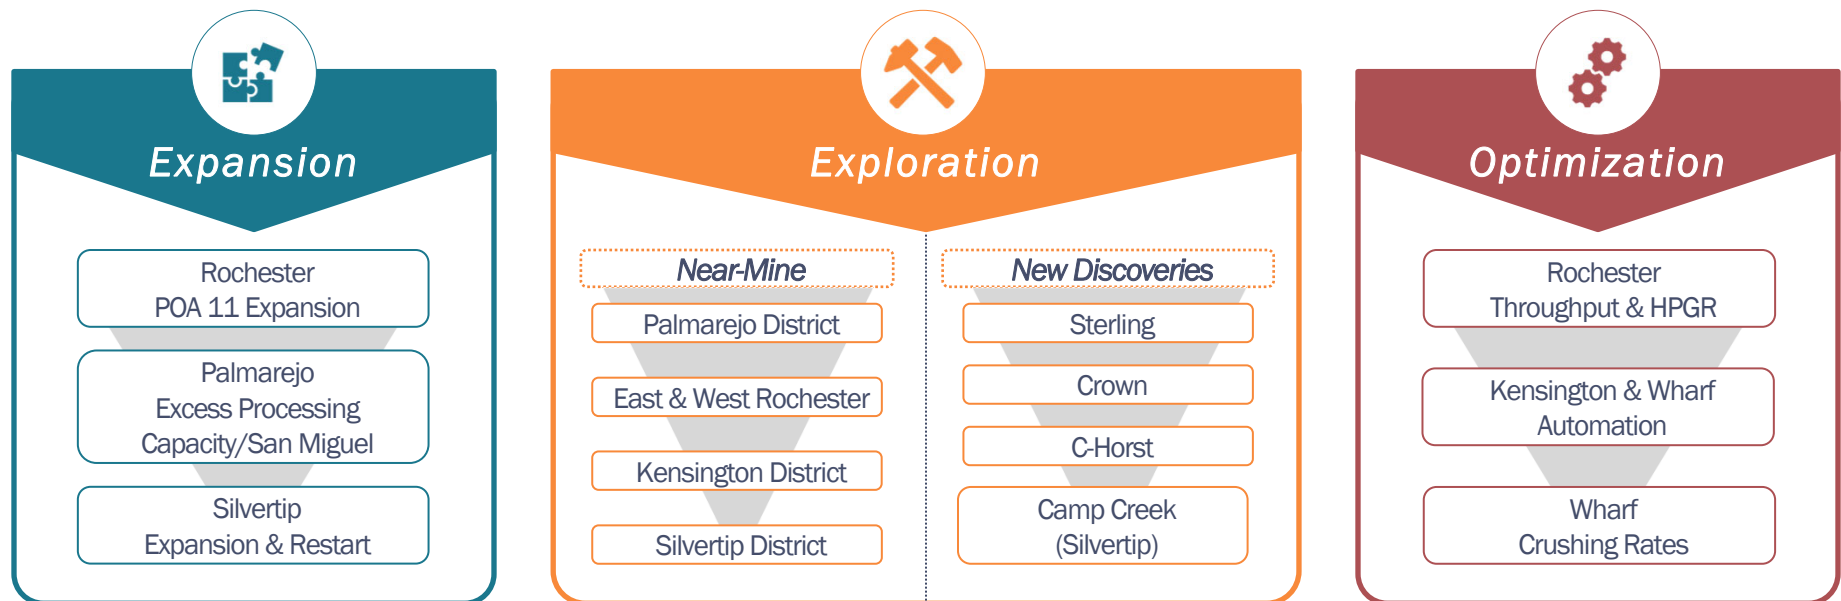 Expansion
Rochester
POA 11 Expansion
Palmarejo
Excess Processing
Capacity/San Miguel
Silvertip
Expansion & Restart
Exploration
Near-Mine
Palmarejo District
East & West Rochester
Kensington District
Silvertip District
New Discoveries
Sterling
Crown
C-Horst
Camp Creek
(Silvertip)
Optimization
Rochester
Throughput & HPGR
Kensington & Wharf
Automation
Wharf
Crushing Rates